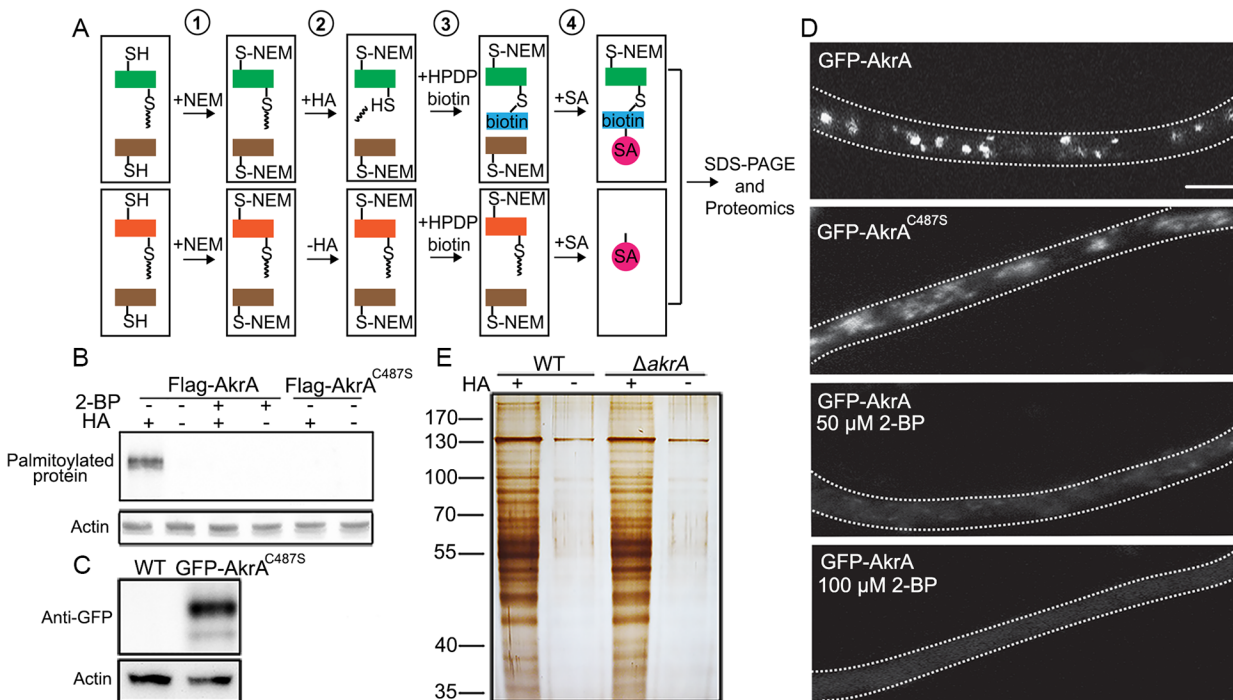 A
①
②
③
④
SH
S-NEM
S-NEM
S-NEM
S-NEM
S
+NEM
S
+HA
HS
+HPDP
biotin
S
biotin
+SA
S
biotin
SA
SH
S-NEM
S-NEM
S-NEM
SDS-PAGE
and
Proteomics
SH
S-NEM
S-NEM
S-NEM
S
+NEM
S
-HA
S
+HPDP
biotin
S
+SA
SA
SH
S-NEM
S-NEM
S-NEM
B
Flag-AkrA
Flag-AkrA^C487S
2-BP - - + + - -
HA + - + - + -
Palmitoylated
protein
Actin
C
WT GFP-AkrA^C487S
Anti-GFP
Actin
E
WT ΔakrA
HA + - + -
170
130
100
70
55
40
35
D
GFP-AkrA
GFP-AkrA^C487S
GFP-AkrA
50 µM 2-BP
GFP-AkrA
100 µM 2-BP